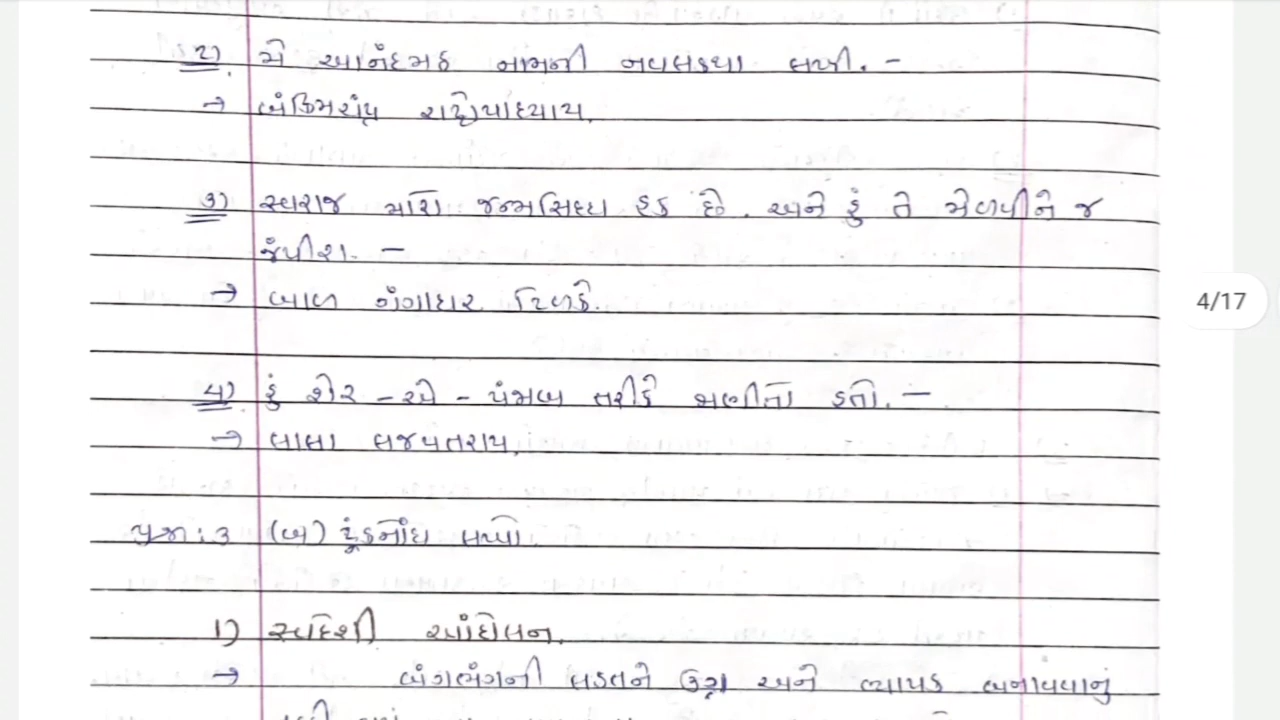 ૨) મે આનંદમઠ નામની નવલકથા લખી. -
→ બંકિમચંદ્ર ચટ્ટોપાધ્યાય.
૩) સ્વરાજ મારો જન્મસિધ્ધ હક છે. અને હું તે મેળવીને જ
જંપીશ. -
→ બાળ ગંગાધર ટિળકે.
4/17
૪) હું શેર - એ - પંજાબ તરીકે જાણીતો હતો. -
→ લાલા લજપતરાય.
પ્રશ્ન : ૩ (બ) ટૂંકનોંધ લખો.
1) સ્વદેશી આંદોલન.
→ બંગભંગની લડતને ઉગ્ર અને વ્યાપક બનાવવાનું